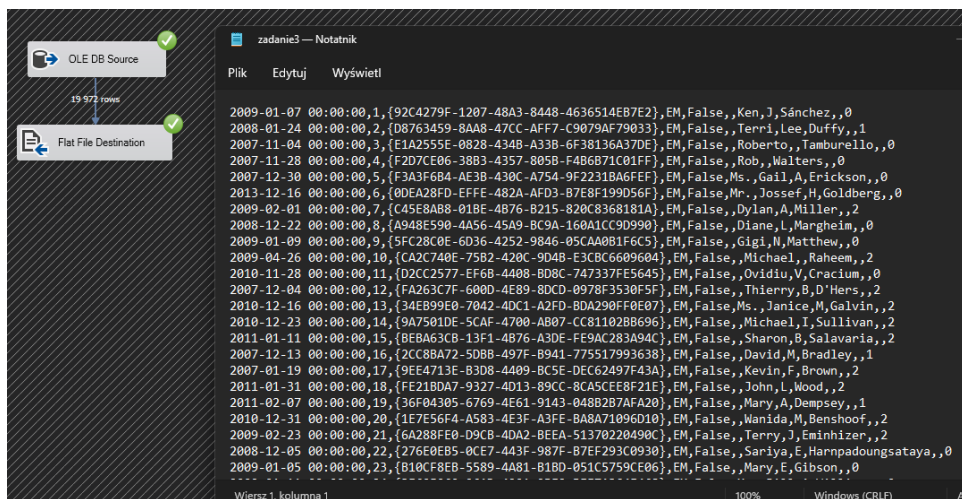 OLE DB Source
19 972 rows
Flat File Destination
zadanie3 — Notatnik
Plik Edytuj Wyświetl
2009-01-07 00:00:00,1,{92C4279F-1207-48A3-8448-4636514EB7E2},EM,False,,Ken,J,Sánchez,,0
2008-01-24 00:00:00,2,{D8763459-8AA8-47CC-AFF7-C9079AF79033},EM,False,,Terri,Lee,Duffy,,1
2007-11-04 00:00:00,3,{E1A2555E-0828-434B-A33B-6F38136A37DE},EM,False,,Roberto,,Tamburello,,0
2007-11-28 00:00:00,4,{F2D7CE06-38B3-4357-805B-F4B6B71C01FF},EM,False,,Rob,,Walters,,0
2007-12-30 00:00:00,5,{F3A3F6B4-AE3B-430C-A754-9F2231BA6FEF},EM,False,Ms.,Gail,A,Erickson,,0
2013-12-16 00:00:00,6,{0DEA28FD-EFFE-482A-AFD3-B7E8F199D56F},EM,False,Mr.,Jossef,H,Goldberg,,0
2009-02-01 00:00:00,7,{C45E8AB8-01BE-4B76-B215-820C8368181A},EM,False,,Dylan,A,Miller,,2
2008-12-22 00:00:00,8,{A948E590-4A56-45A9-BC9A-160A1CC9D990},EM,False,,Diane,L,Margheim,,0
2009-01-09 00:00:00,9,{5FC28C0E-6D36-4252-9846-05CAA0B1F6C5},EM,False,,Gigi,N,Matthew,,0
2009-04-26 00:00:00,10,{CA2C740E-75B2-420C-9D4B-E3CBC6609604},EM,False,,Michael,,Raheem,,2
2010-11-28 00:00:00,11,{D2CC2577-EF6B-4408-BD8C-747337FE5645},EM,False,,Ovidiu,V,Cracium,,0
2007-12-04 00:00:00,12,{FA263C7F-600D-4E89-8DCD-0978F3530F5F},EM,False,,Thierry,B,D'Hers,,2
2010-12-16 00:00:00,13,{34EB99E0-7042-4DC1-A2FD-BDA290FF0E07},EM,False,Ms.,Janice,M,Galvin,,2
2010-12-23 00:00:00,14,{9A7501DE-5CAF-4700-AB07-CC81102BB696},EM,False,,Michael,I,Sullivan,,2
2011-01-11 00:00:00,15,{BEBA63CB-13F1-4B76-A3DE-FE9AC283A94C},EM,False,,Sharon,B,Salavaria,,2
2007-12-13 00:00:00,16,{2CC8BA72-5DBB-497F-B941-775517993638},EM,False,,David,M,Bradley,,1
2007-01-19 00:00:00,17,{9EE4713E-B3D8-4409-BC5E-DEC62497F43A},EM,False,,Kevin,F,Brown,,2
2011-01-31 00:00:00,18,{FE21BDA7-9327-4D13-89CC-8CA5CEE8F21E},EM,False,,John,L,Wood,,2
2011-02-07 00:00:00,19,{36F04305-6769-4E61-9143-048B2B7AFA20},EM,False,,Mary,A,Dempsey,,1
2010-12-31 00:00:00,20,{1E7E56F4-A583-4E3F-A3FE-BA8A71096D10},EM,False,,Wanida,M,Benshoof,,2
2009-02-23 00:00:00,21,{6A288FE0-D9CB-4DA2-BEEA-51370220490C},EM,False,,Terry,J,Eminhizer,,2
2008-12-05 00:00:00,22,{276E0EB5-0CE7-443F-987F-B7EF293C0930},EM,False,,Sariya,E,Harnpadoungsataya,,0
2009-01-05 00:00:00,23,{B10CF8EB-5589-4A81-B1BD-051C5759CE06},EM,False,,Mary,E,Gibson,,0
Wiersz 1, kolumna 1 100% Windows (CRLF)